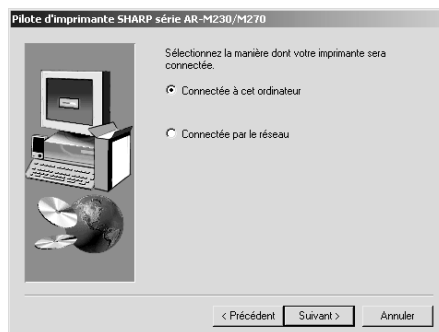 Pilote d'imprimante SHARP série AR-M230/M270
Sélectionnez la manière dont votre imprimante sera
connectée.
Connectée à cet ordinateur
Connectée par le réseau
< Précédent
Suivant >
Annuler